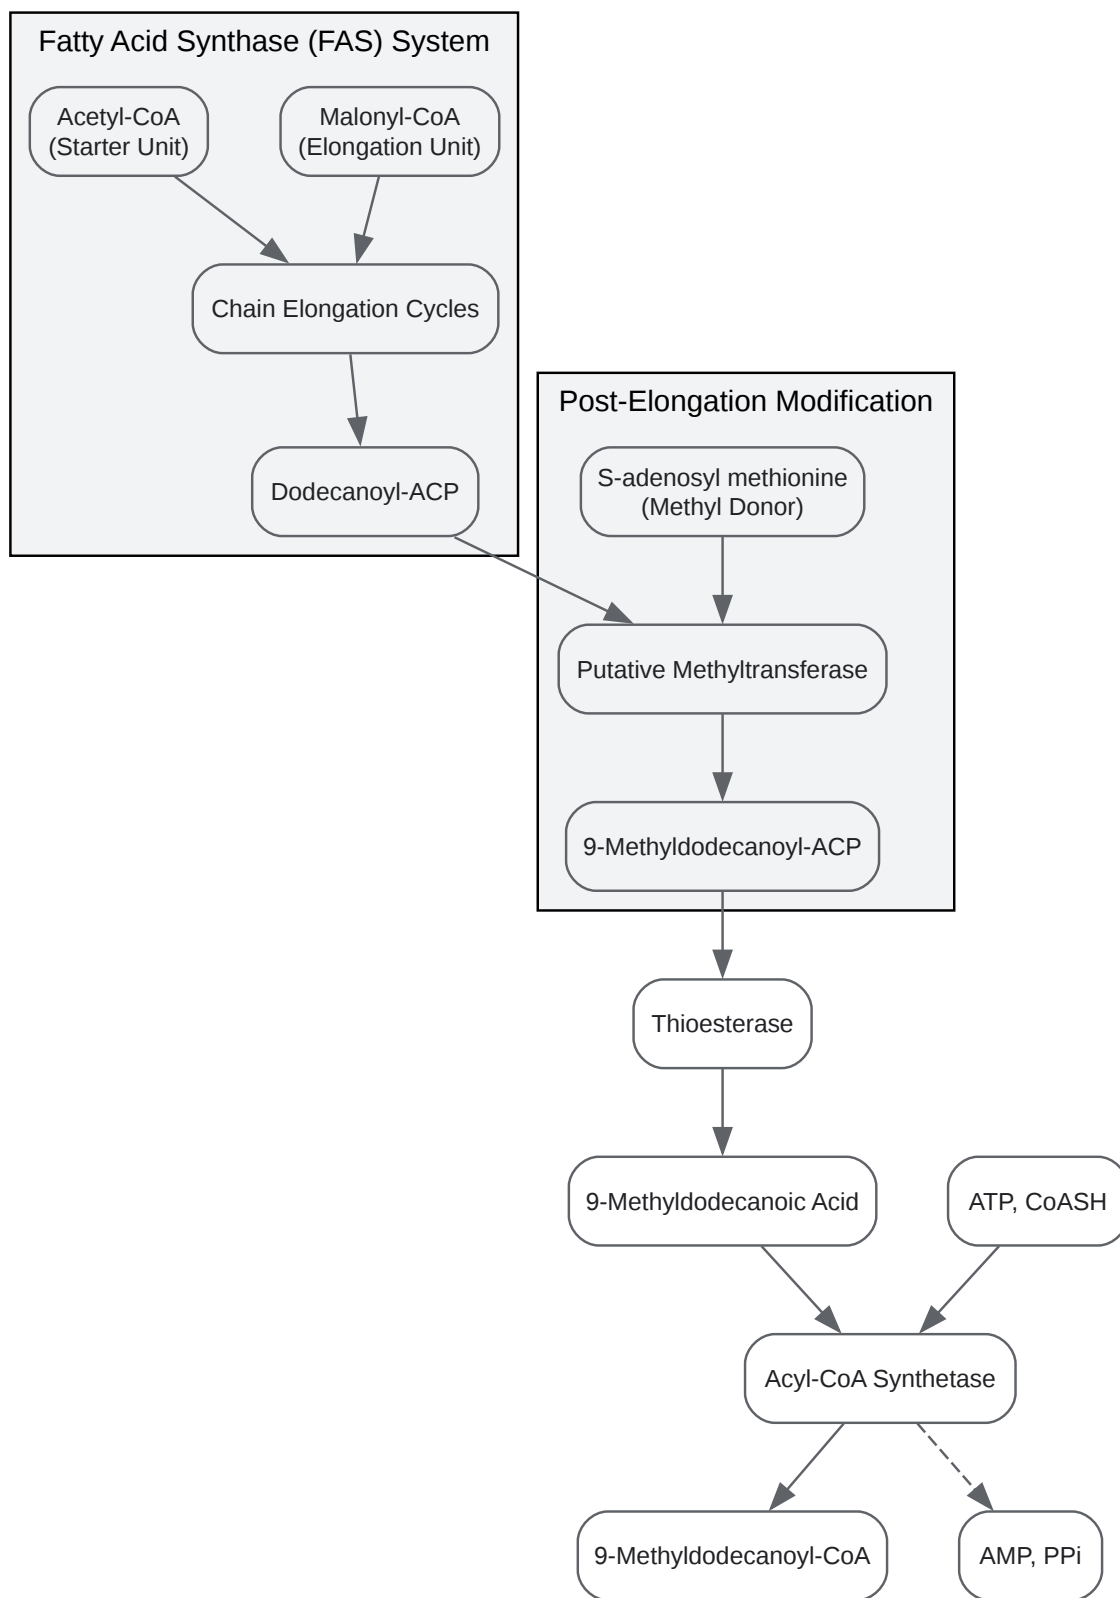 Fatty Acid Synthase (FAS) System
Acetyl-CoA
(Starter Unit)
Malonyl-CoA
(Elongation Unit)
Chain Elongation Cycles
Dodecanoyl-ACP
Post-Elongation Modification
S-adenosyl methionine
(Methyl Donor)
Putative Methyltransferase
9-Methyldodecanoyl-ACP
Thioesterase
9-Methyldodecanoic Acid
ATP, CoASH
Acyl-CoA Synthetase
9-Methyldodecanoyl-CoA
AMP, PPi